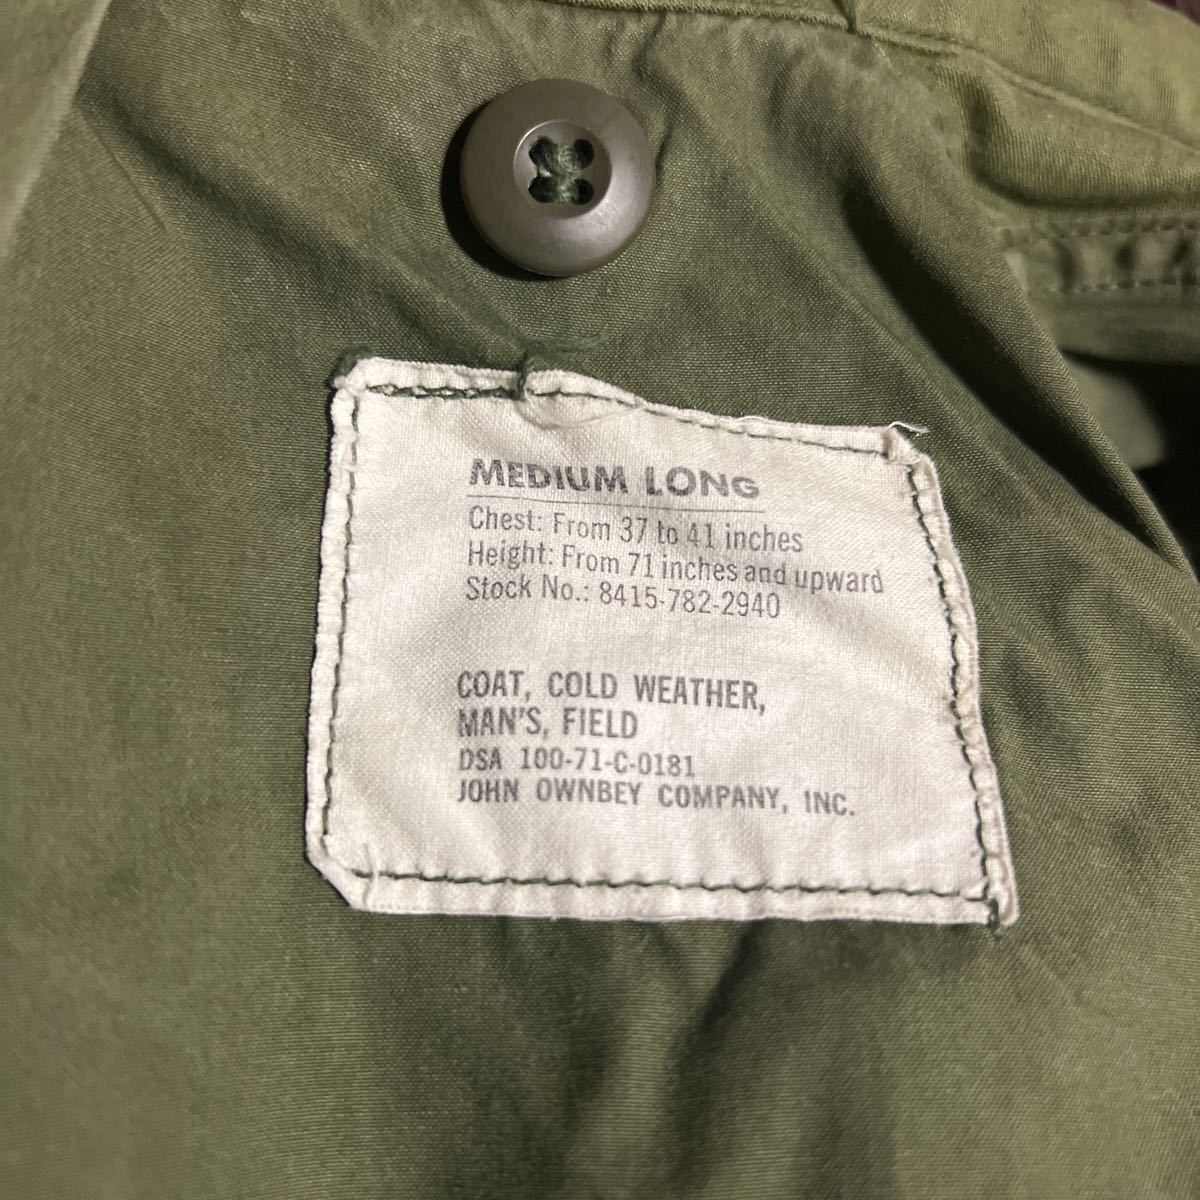 MEDIUM LONG
Chest: From 37 to 41 inches
Height: From 71 inches and upward
Stock No.: 8415-782-2940
COAT, COLD WEATHER,
MAN'S, FIELD
DSA 100-71-C-0181
JOHN OWNBEY COMPANY, INC.